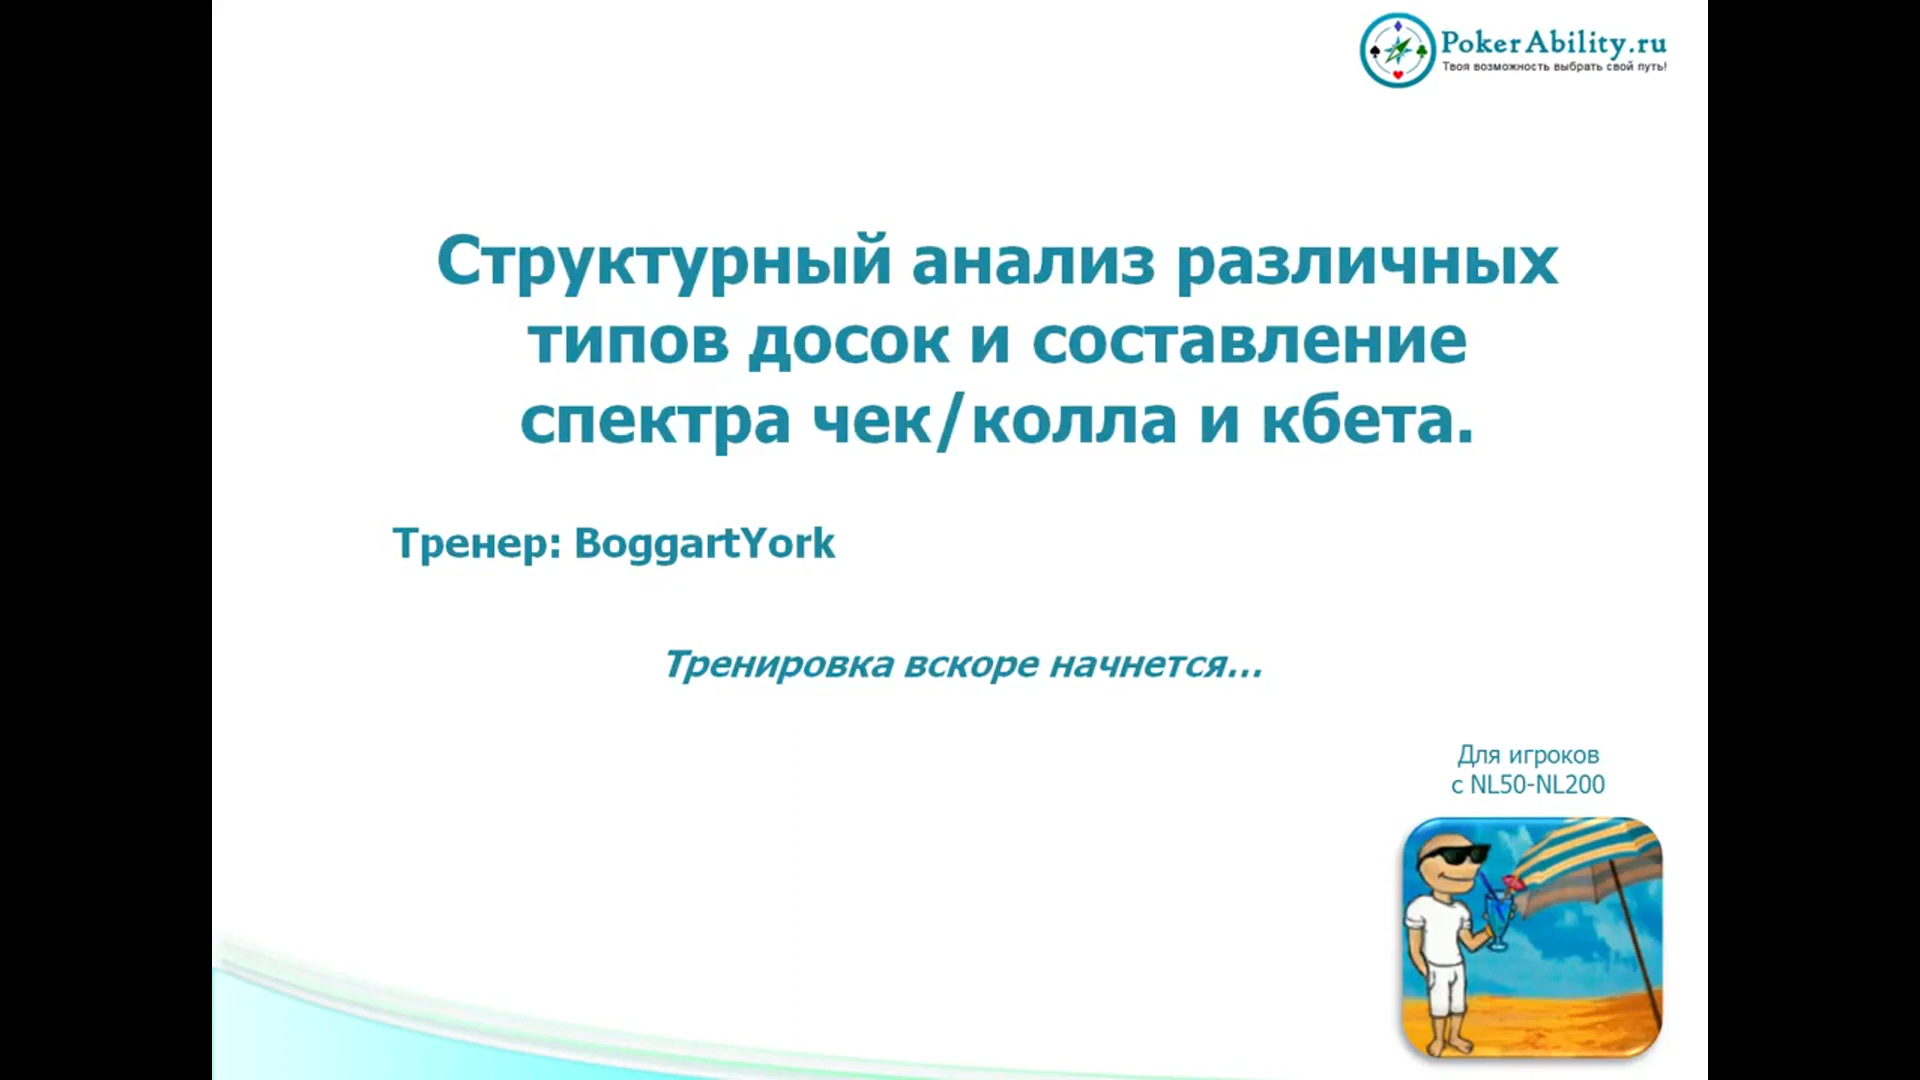 PokerAbility.ru
Твоя возможность выбрать свой путь!
Структурный анализ различных
типов досок и составление
спектра чек/колла и кбета.
Тренер: BoggartYork
Тренировка вскоре начнется...
Для игроков
с NL50-NL200